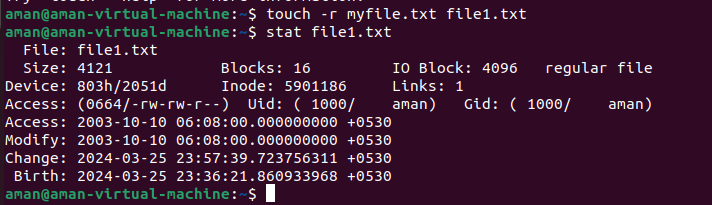 aman@aman-virtual-machine:~$ touch -r myfile.txt file1.txt
aman@aman-virtual-machine:~$ stat file1.txt
  File: file1.txt
  Size: 4121            Blocks: 16         IO Block: 4096   regular file
Device: 803h/2051d      Inode: 5901186     Links: 1
Access: (0664/-rw-rw-r--)  Uid: ( 1000/    aman)   Gid: ( 1000/    aman)
Access: 2003-10-10 06:08:00.000000000 +0530
Modify: 2003-10-10 06:08:00.000000000 +0530
Change: 2024-03-25 23:57:39.723756311 +0530
 Birth: 2024-03-25 23:36:21.860933968 +0530
aman@aman-virtual-machine:~$